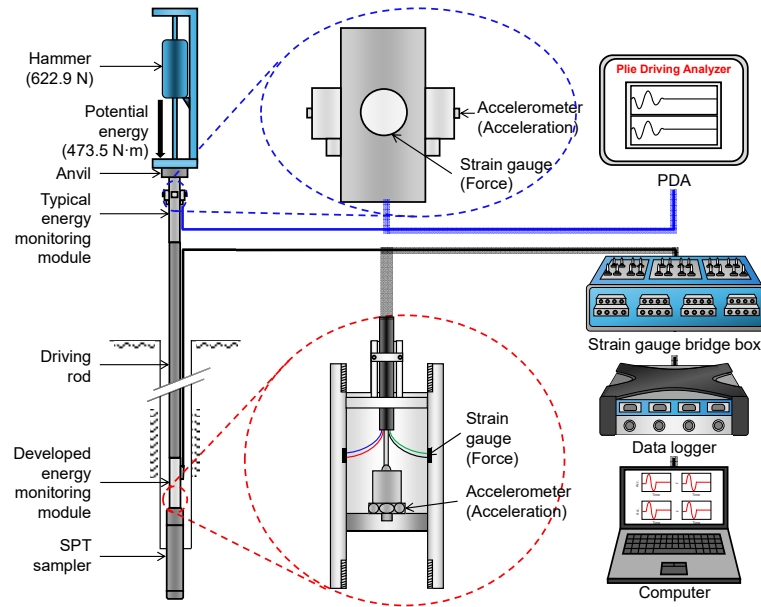 Hammer
(622.9 N)
Potential
energy
(473.5 N·m)
Anvil
Typical
energy
monitoring
module
Driving
rod
Developed
energy
monitoring
module
SPT
sampler
Accelerometer
(Acceleration)
Strain gauge
(Force)
Strain
gauge
(Force)
Accelerometer
(Acceleration)
Plie Driving Analyzer
PDA
Strain gauge bridge box
Data logger
Computer